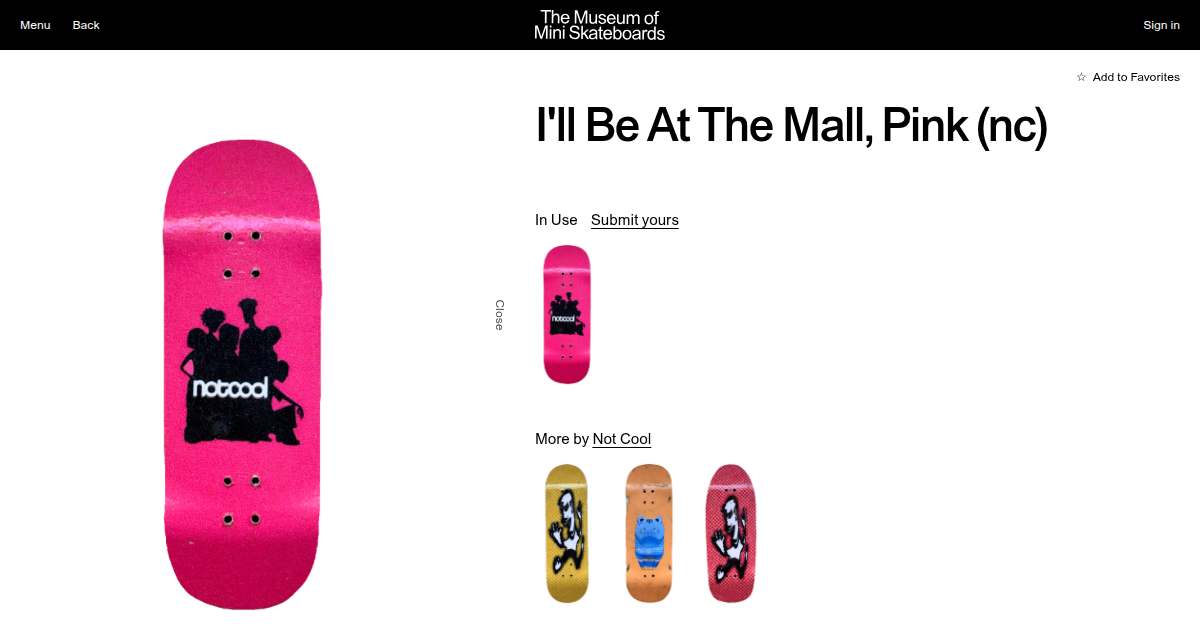 Menu
Back
The Museum of
Mini Skateboards
Sign in
☆ Add to Favorites
I'll Be At The Mall, Pink (nc)
notcool
Close
In Use
Submit yours
notcool
More by Not Cool